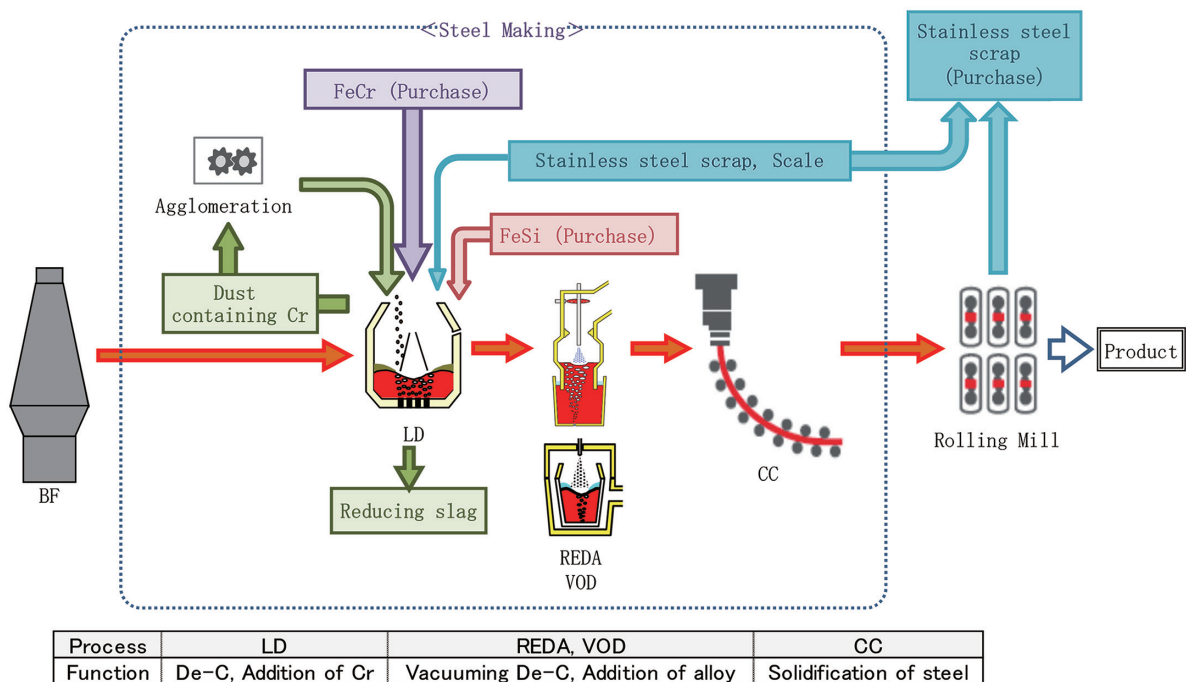 <Steel Making>
Stainless steel
scrap
(Purchase)
FeCr (Purchase)
Stainless steel scrap, Scale
Agglomeration
FeSi (Purchase)
Dust
containing Cr
Product
LD
Rolling Mill
CC
BF
Reducing slag
REDA
VOD
Process LD REDA, VOD CC
Function De-C, Addition of Cr Vacuuming De-C, Addition of alloy Solidification of steel